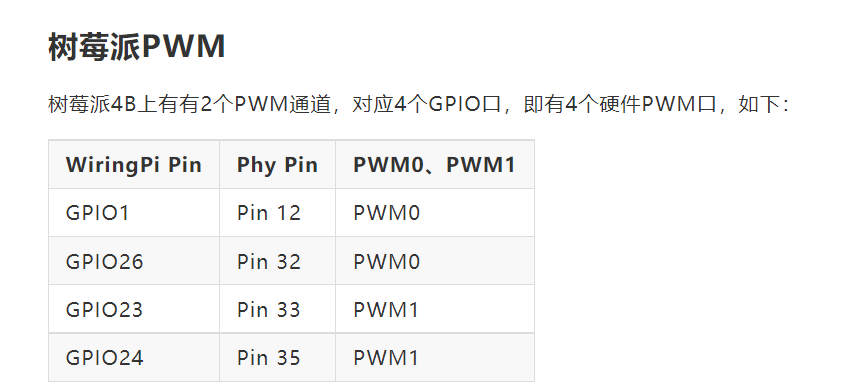 树莓派PWM
树莓派4B上有有2个PWM通道，对应4个GPIO口，即有4个硬件PWM口，如下：
WiringPi Pin Phy Pin PWM0、PWM1
GPIO1 Pin 12 PWM0
GPIO26 Pin 32 PWM0
GPIO23 Pin 33 PWM1
GPIO24 Pin 35 PWM1